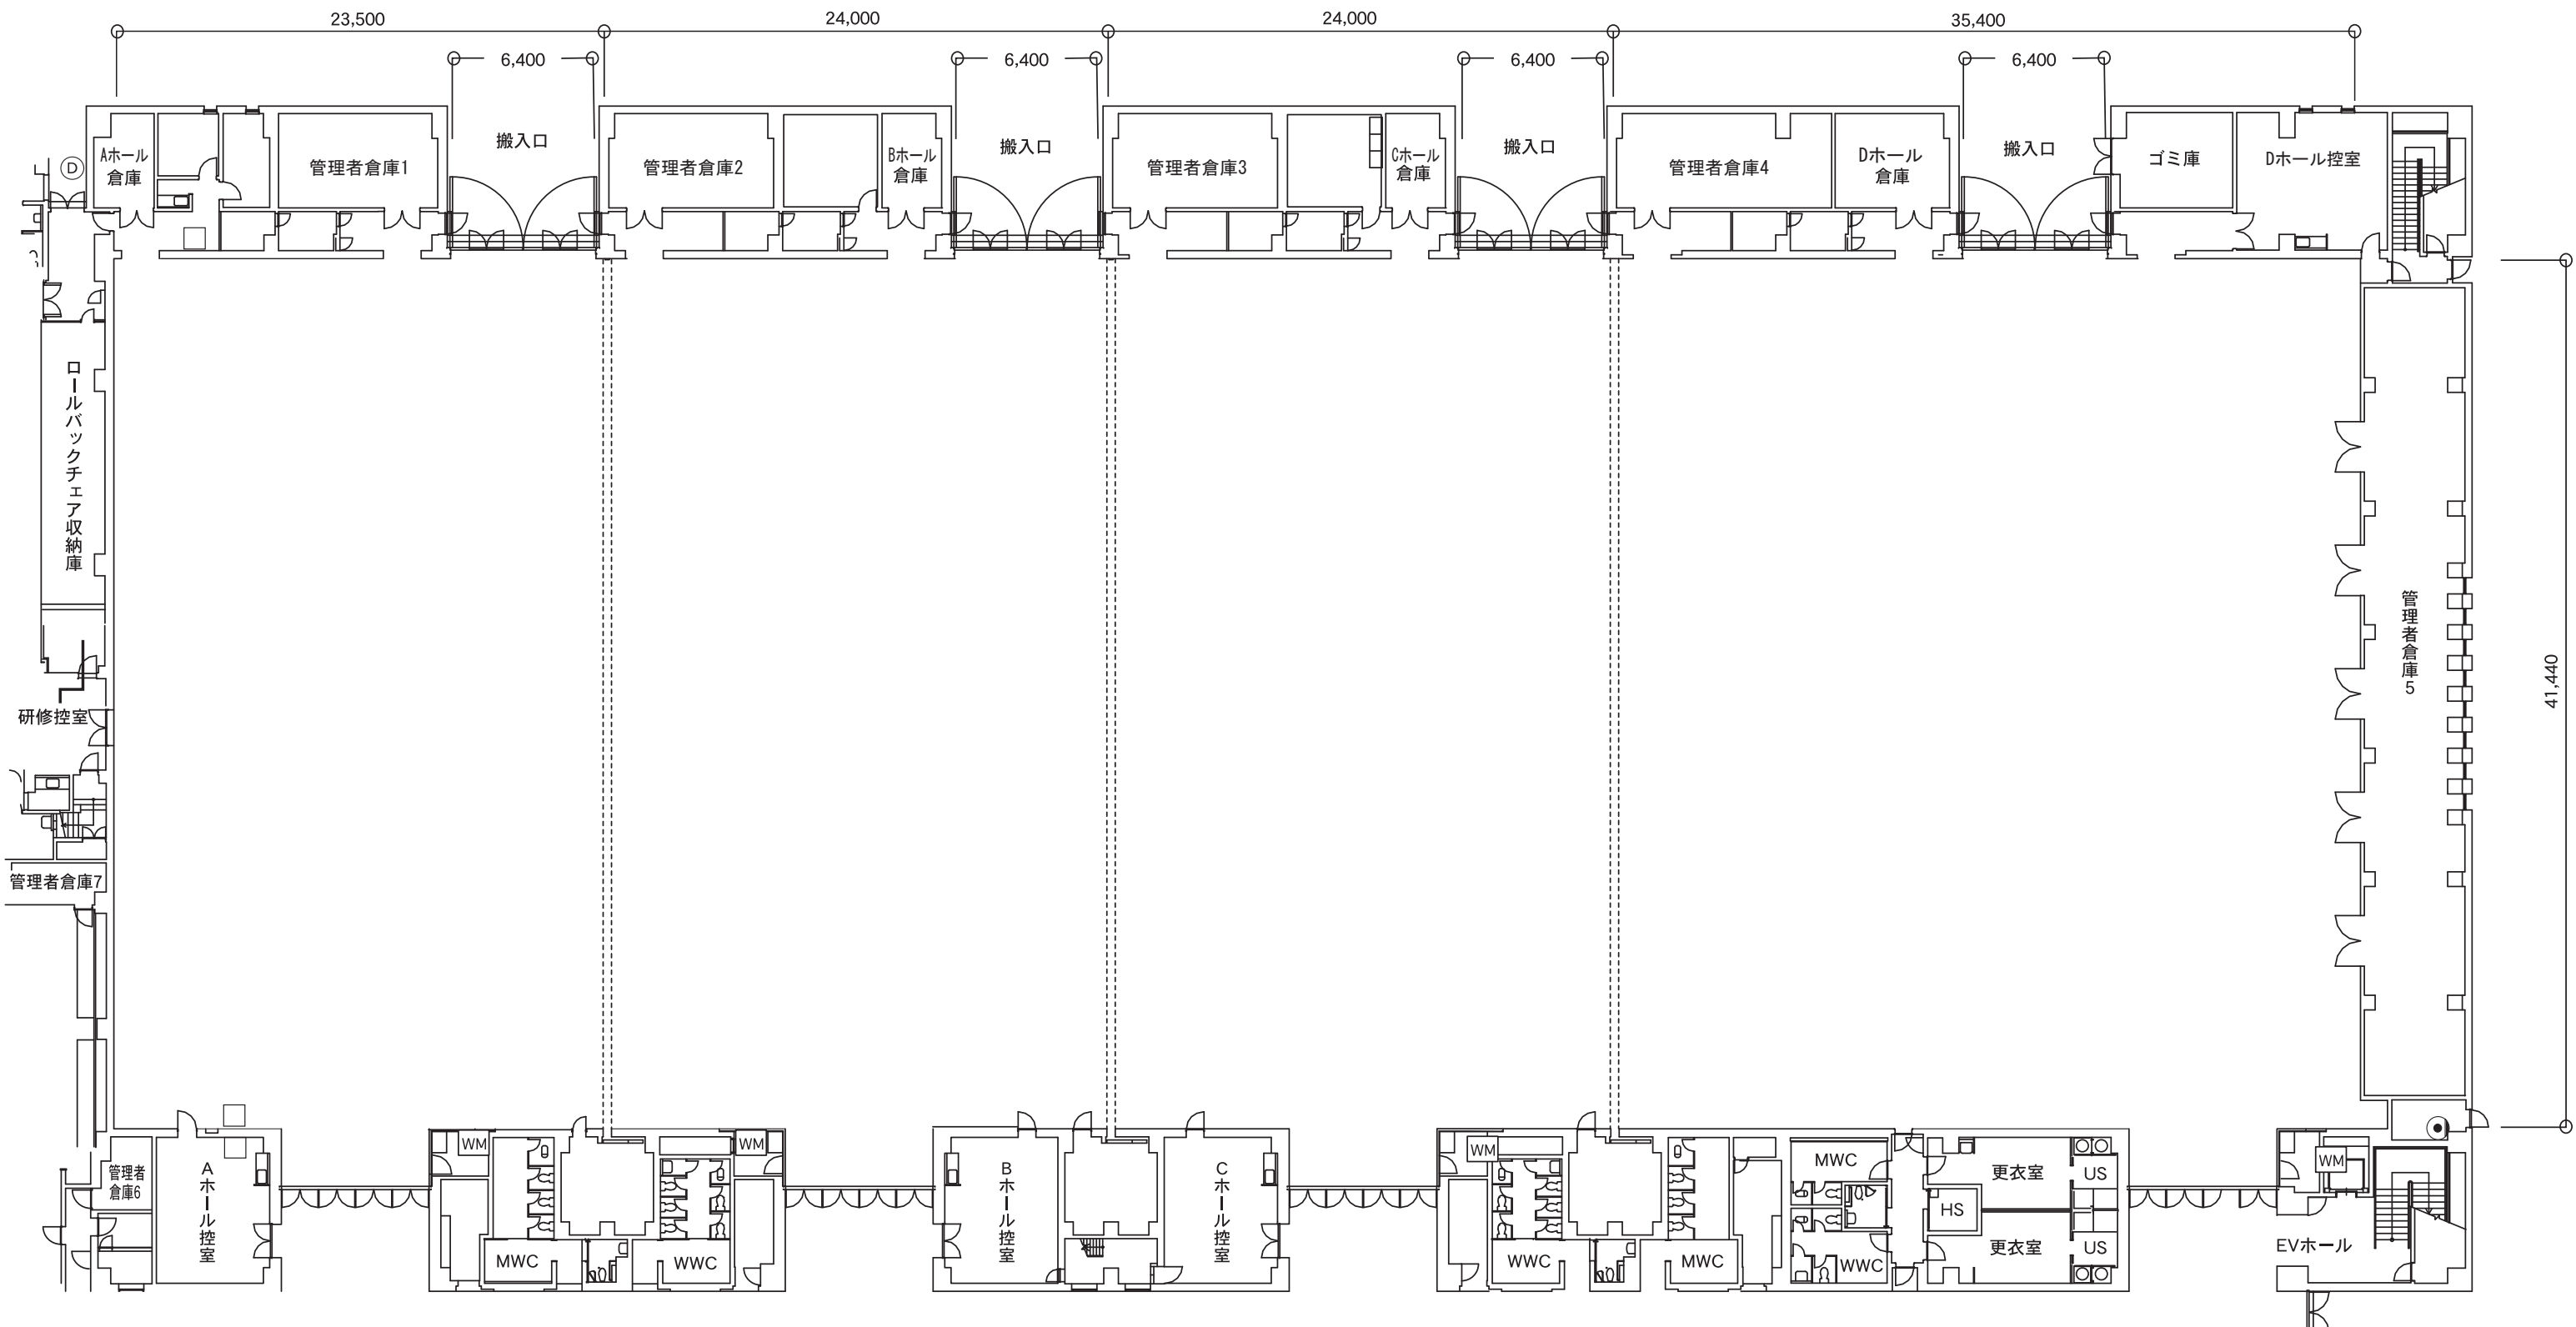 23,500
24,000
24,000
35,400
6,400
6,400
6,400
6,400
搬入口
搬入口
搬入口
搬入口
D
Aホール
倉庫
管理者倉庫1
管理者倉庫2
Bホール
倉庫
管理者倉庫3
Cホール
倉庫
管理者倉庫4
Dホール
倉庫
ゴミ庫
Dホール控室
ロールバックチェア収納庫
研修控室
管理者倉庫7
管理者倉庫5
41,440
管理者
倉庫6
Aホール控室
WM
MWC
WM
WWC
Bホール控室
Cホール控室
WM
WWC
MWC
MWC
WWC
更衣室
US
HS
更衣室
US
WM
EVホール